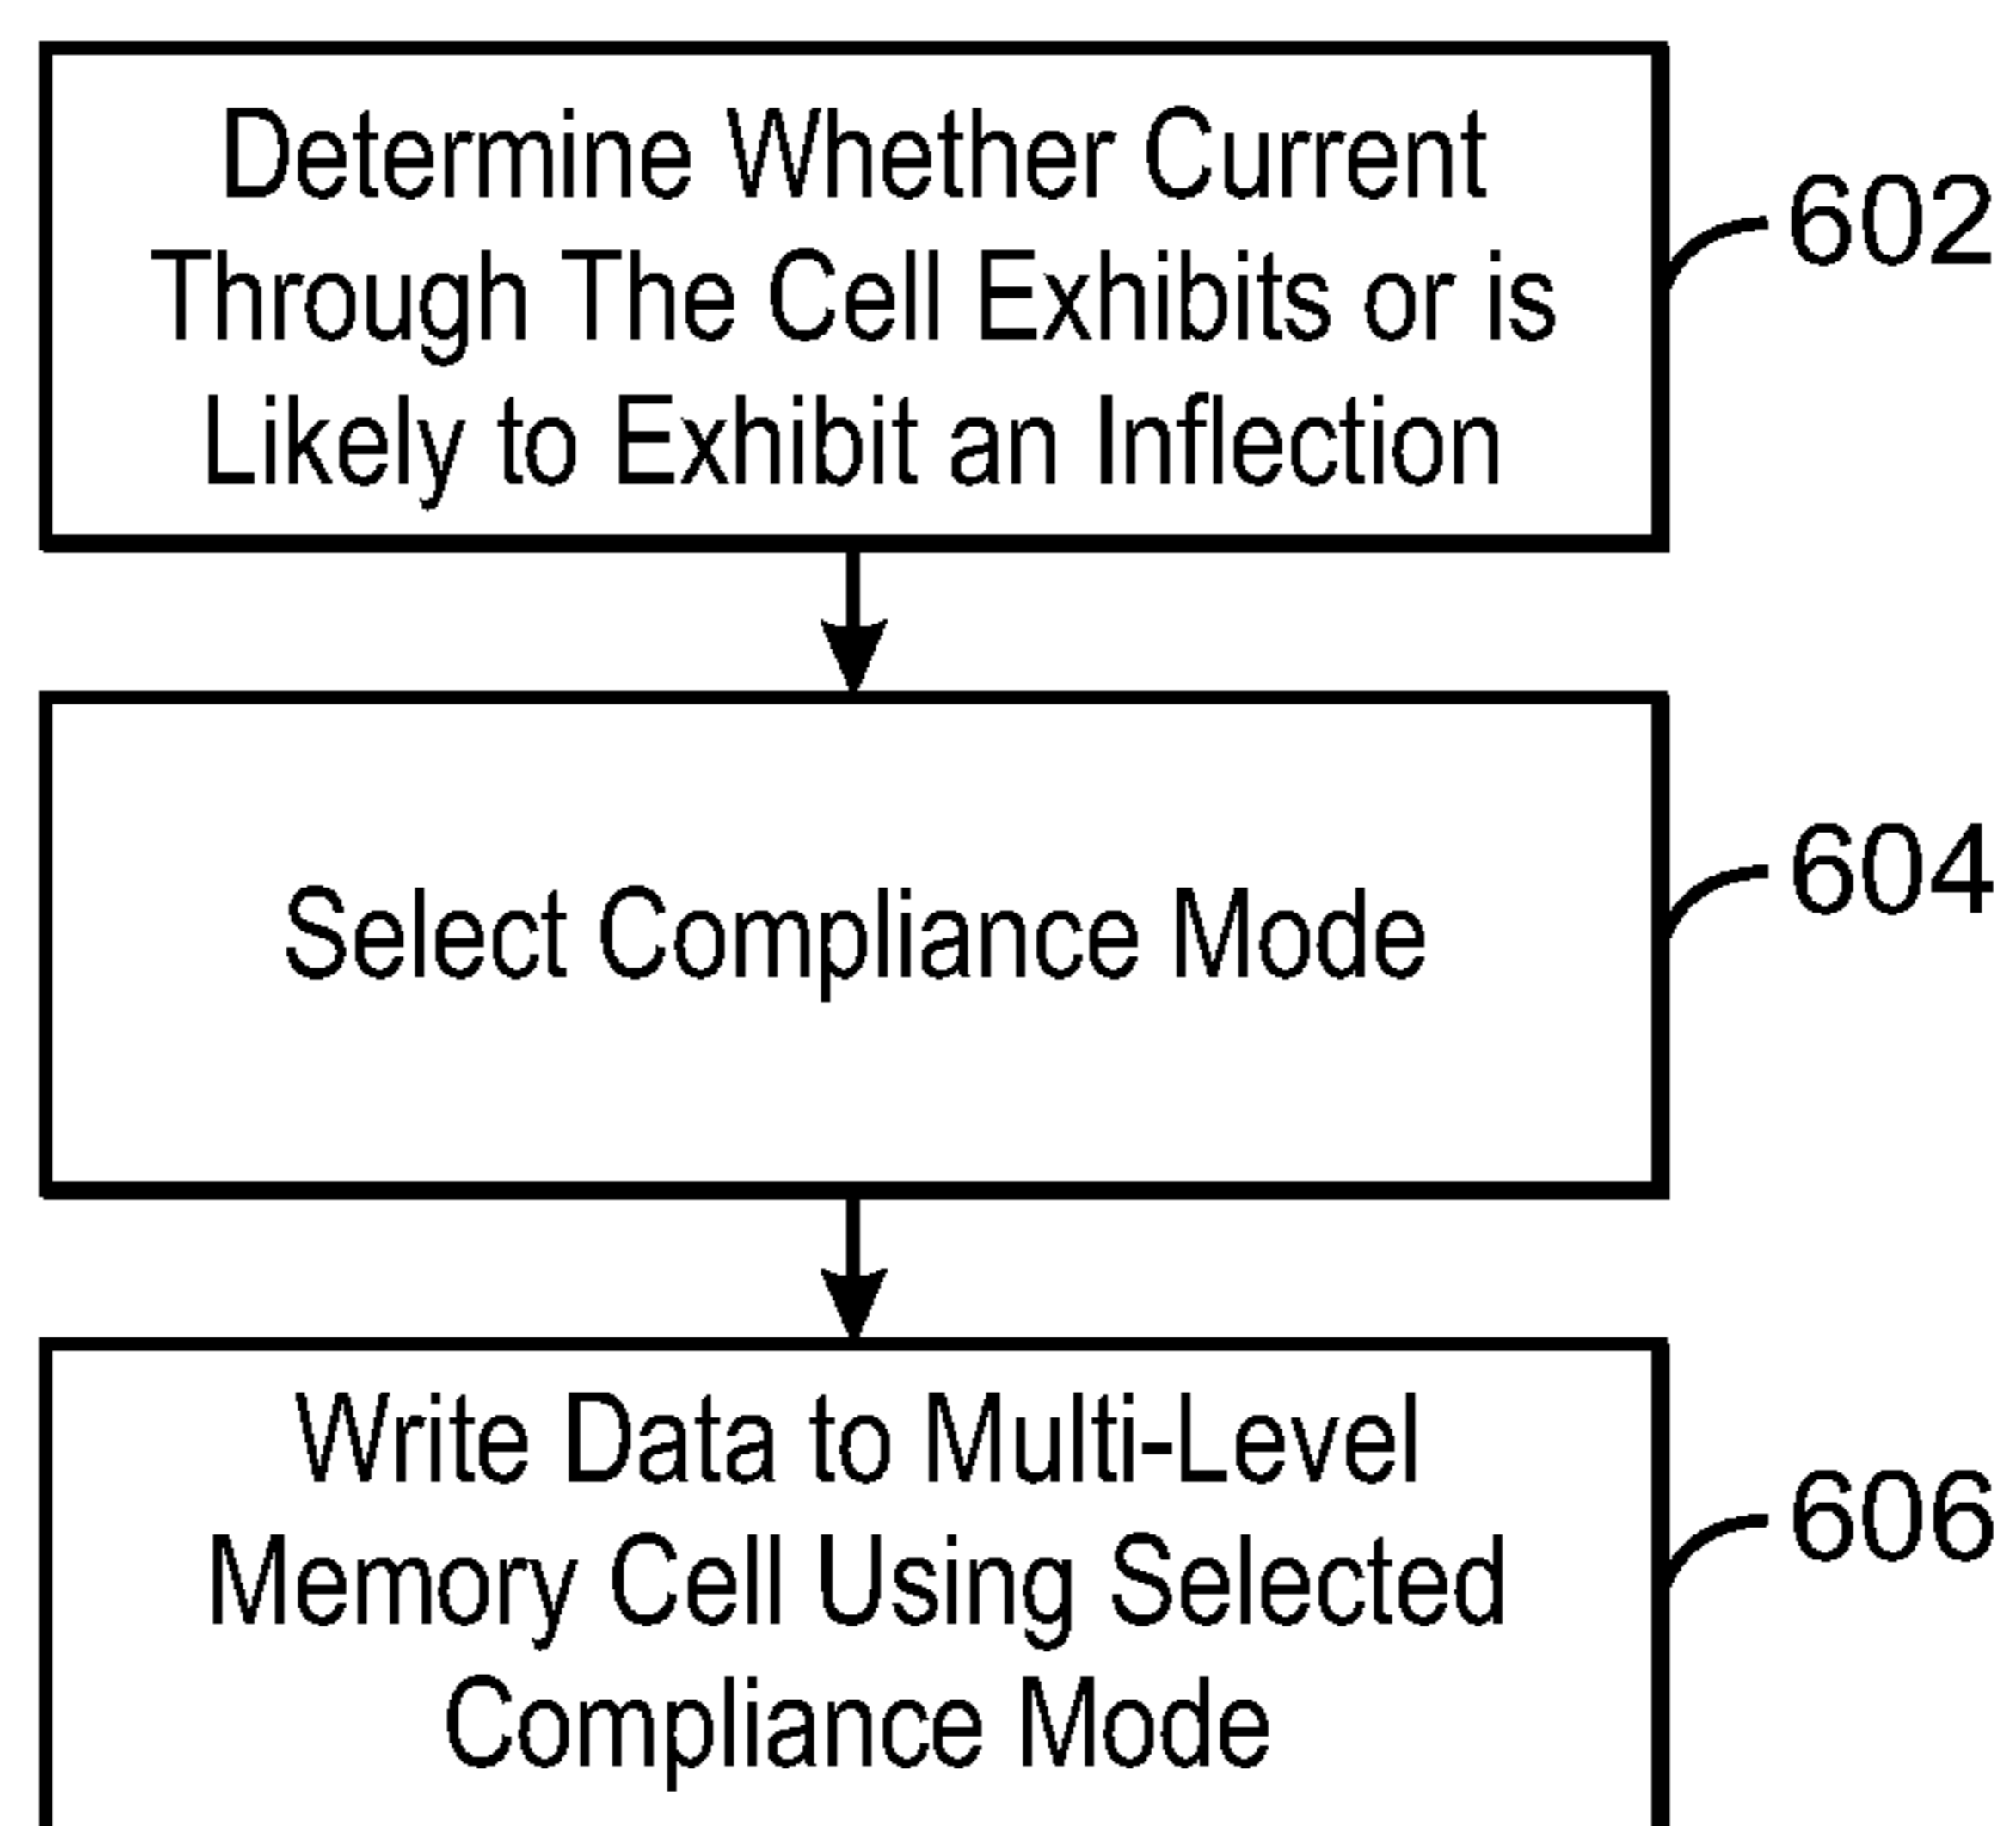 Determine Whether Current
Through The Cell Exhibits or is
Likely to Exhibit an Inflection
602
Select Compliance Mode
604
Write Data to Multi-Level
Memory Cell Using Selected
Compliance Mode
606